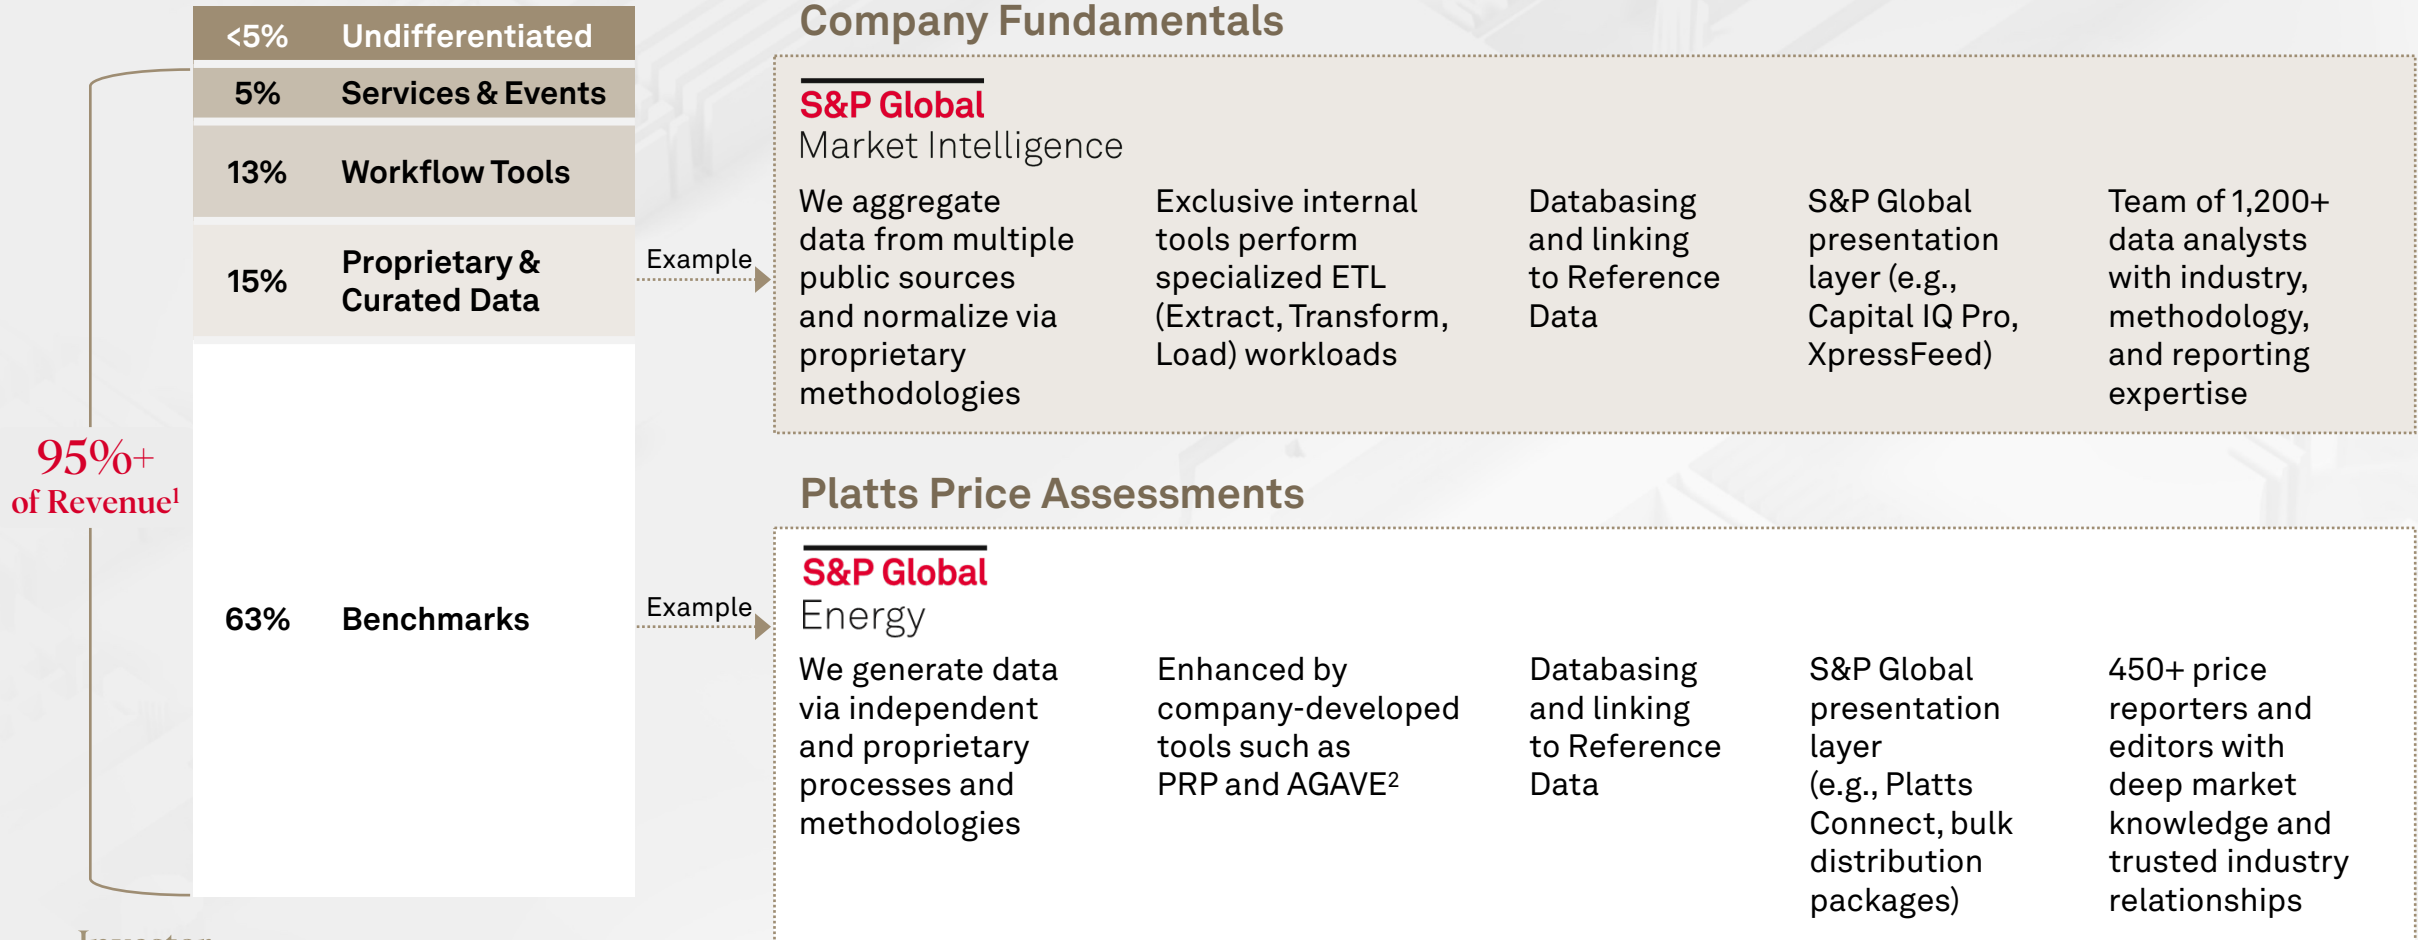 <5% Undifferentiated
5% Services & Events
13% Workflow Tools
15% Proprietary &
Curated Data
63% Benchmarks
95%+
of Revenue¹
Example
Example
Company Fundamentals
S&P Global
Market Intelligence
We aggregate
data from multiple
public sources
and normalize via
proprietary
methodologies
Exclusive internal
tools perform
specialized ETL
(Extract, Transform,
Load) workloads
Databasing
and linking
to Reference
Data
S&P Global
presentation
layer (e.g.,
Capital IQ Pro,
XpressFeed)
Team of 1,200+
data analysts
with industry,
methodology,
and reporting
expertise
Platts Price Assessments
S&P Global
Energy
We generate data
via independent
and proprietary
processes and
methodologies
Enhanced by
company-developed
tools such as
PRP and AGAVE²
Databasing
and linking
to Reference
Data
S&P Global
presentation
layer
(e.g., Platts
Connect, bulk
distribution
packages)
450+ price
reporters and
editors with
deep market
knowledge and
trusted industry
relationships